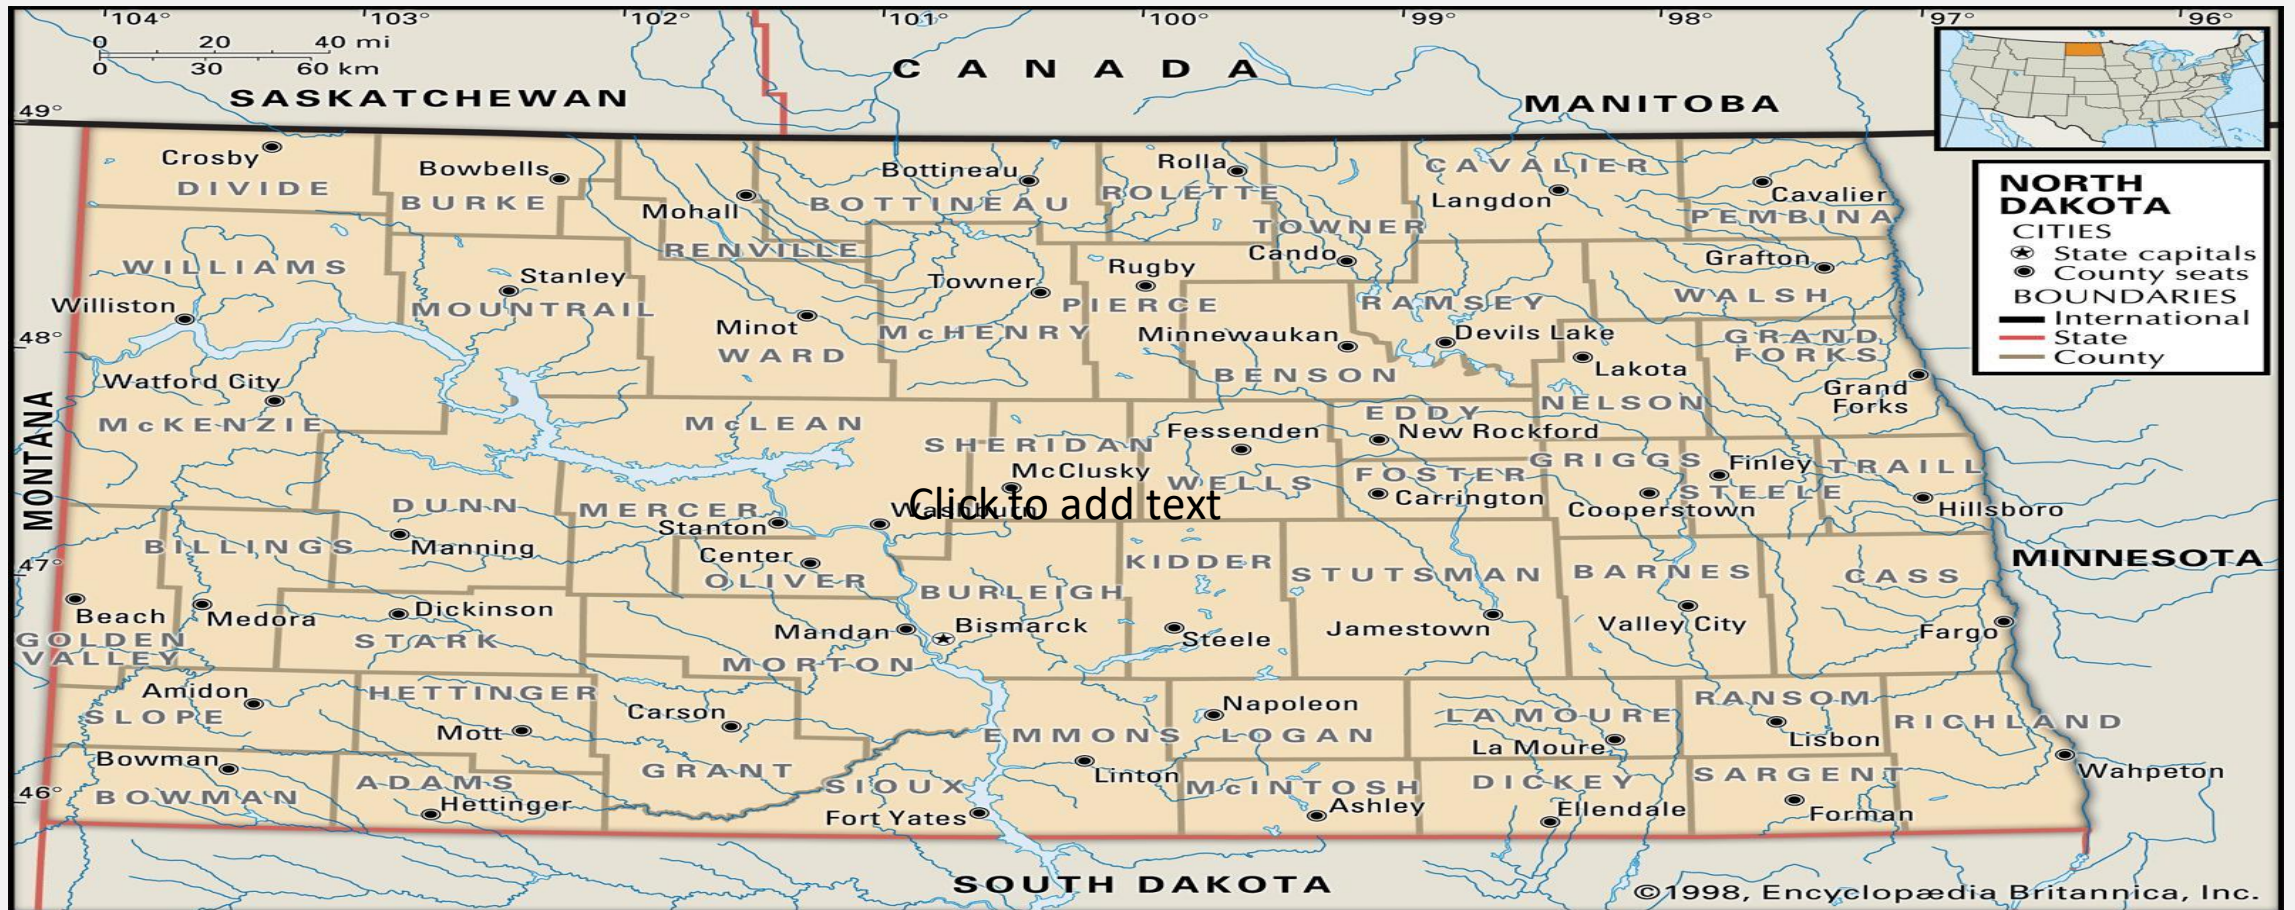 104° 103° 102° 101° 100° 99° 98° 97° 96°
0 20 40 mi
0 30 60 km
CANADA
SASKATCHEWAN
MANITOBA
49°
48°
47°
46°
MONTANA
MINNESOTA
SOUTH DAKOTA
Crosby
DIVIDE
Bowbells
BURKE
Mohall
RENVILLE
Bottineau
BOTTINEAU
Rolla
ROLETTE
TOWNER
Cando
CAVALIER
Langdon
Cavalier
PEMBINA
WILLIAMS
Williston
Stanley
MOUNTRAIL
Minot
WARD
Towner
McHENRY
Rugby
PIERCE
Minnewaukan
BENSON
RAMSEY
Devils Lake
Grafton
WALSH
Lakota
NELSON
GRAND
FORKS
Grand
Forks
Watford City
McKENZIE
McLEAN
SHERIDAN
McClusky
Fessenden
WELLS
EDDY
New Rockford
FOSTER
Carrington
GRIGGS
Cooperstown
Finley
STEELE
TRAILL
Hillsboro
DUNN
Manning
MERCER
Stanton
Washburn
Click to add text
BILLINGS
Medora
Beach
GOLDEN
VALLEY
Center
OLIVER
BURLEIGH
Bismarck
KIDDER
Steele
STUTSMAN
Jamestown
BARNES
Valley City
CASS
Fargo
Dickinson
STARK
Mandan
MORTON
Amidon
SLOPE
HETTINGER
Mott
Carson
GRANT
EMMONS
Linton
Napoleon
LOGAN
LA MOURE
La Moure
RANSOM
Lisbon
RICHLAND
Wahpeton
Bowman
BOWMAN
ADAMS
Hettinger
SIOUX
Fort Yates
McINTOSH
Ashley
DICKEY
Ellendale
SARGENT
Forman
NORTH
DAKOTA
CITIES
State capitals
County seats
BOUNDARIES
International
State
County
©1998, Encyclopædia Britannica, Inc.